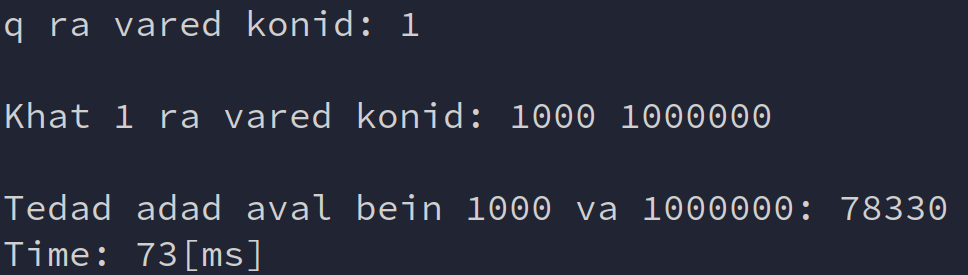 q ra vared konid: 1
Khat 1 ra vared konid: 1000 1000000
Tedad adad aval bein 1000 va 1000000: 78330
Time: 73[ms]